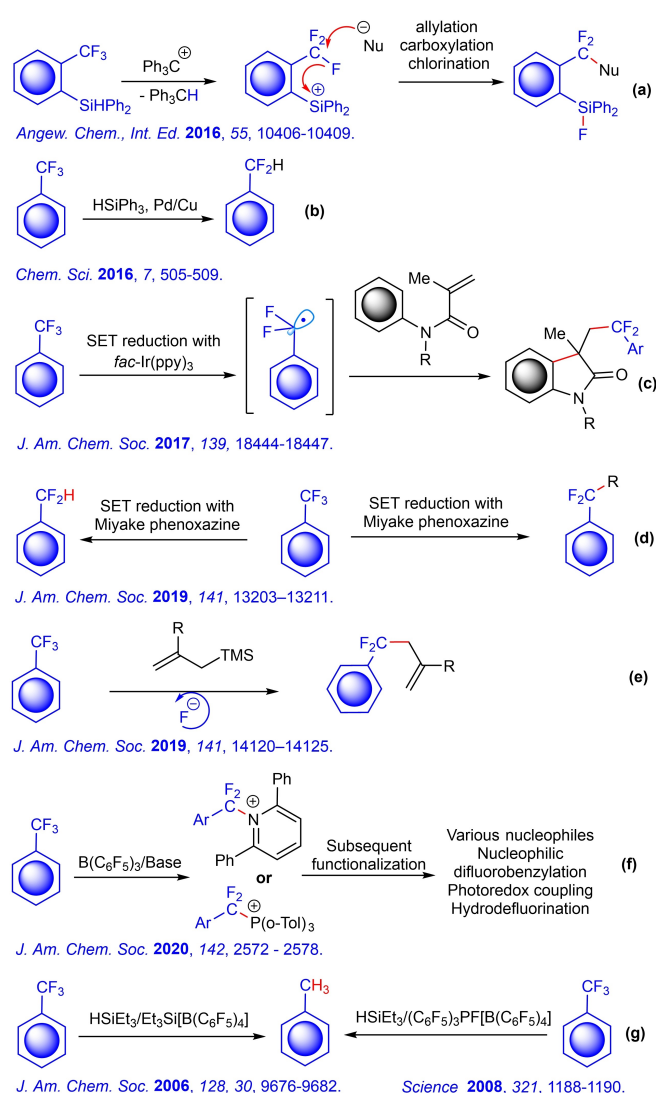 CF3
SiHPh2
Ph3C⊕
- Ph3CH
F2
C
F
⊖
Nu
SiPh2
⊕
allylation
carboxylation
chlorination
F2
C
Nu
SiPh2
F
(a)
Angew. Chem., Int. Ed. 2016, 55, 10406-10409.
CF3
HSiPh3, Pd/Cu
CF2H
(b)
Chem. Sci. 2016, 7, 505-509.
CF3
SET reduction with
fac-Ir(ppy)3
F
F
C
Me
N
O
R
Me
CF2
Ar
O
N
R
(c)
J. Am. Chem. Soc. 2017, 139, 18444-18447.
CF2H
SET reduction with
Miyake phenoxazine
CF3
SET reduction with
Miyake phenoxazine
R
F2C
(d)
J. Am. Chem. Soc. 2019, 141, 13203–13211.
CF3
R
TMS
F⊖
F2
C
R
(e)
J. Am. Chem. Soc. 2019, 141, 14120–14125.
CF3
B(C6F5)3/Base
Ph
F2
C
⊕
Ar
N
Ph
or
F2
C
⊕
Ar
P(o-Tol)3
Subsequent
functionalization
Various nucleophiles
Nucleophilic
difluorobenzylation
Photoredox coupling
Hydrodefluorination
(f)
J. Am. Chem. Soc. 2020, 142, 2572 - 2578.
CF3
HSiEt3/Et3Si[B(C6F5)4]
CH3
HSiEt3/(C6F5)3PF[B(C6F5)4]
CF3
(g)
J. Am. Chem. Soc. 2006, 128, 30, 9676-9682.
Science 2008, 321, 1188-1190.